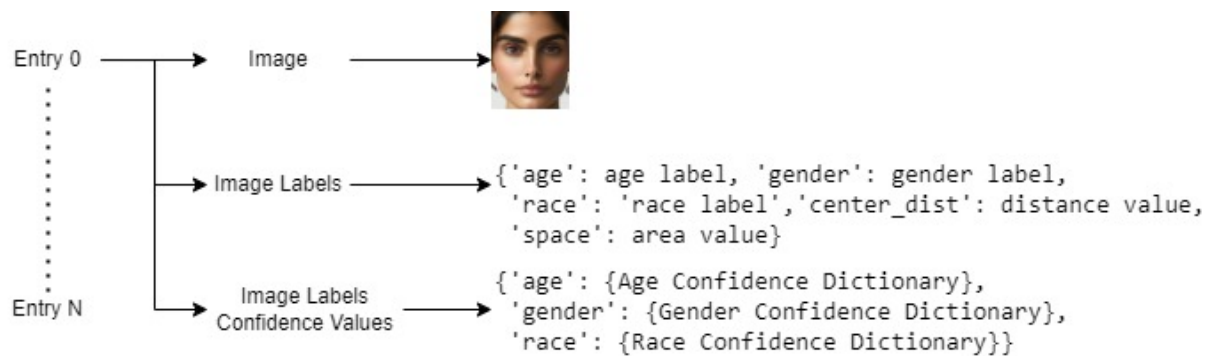 Entry 0
Image
Image Labels
{'age': age label, 'gender': gender label,
'race': 'race label','center_dist': distance value,
'space': area value}
Entry N
Image Labels
Confidence Values
{'age': {Age Confidence Dictionary},
'gender': {Gender Confidence Dictionary},
'race': {Race Confidence Dictionary}}